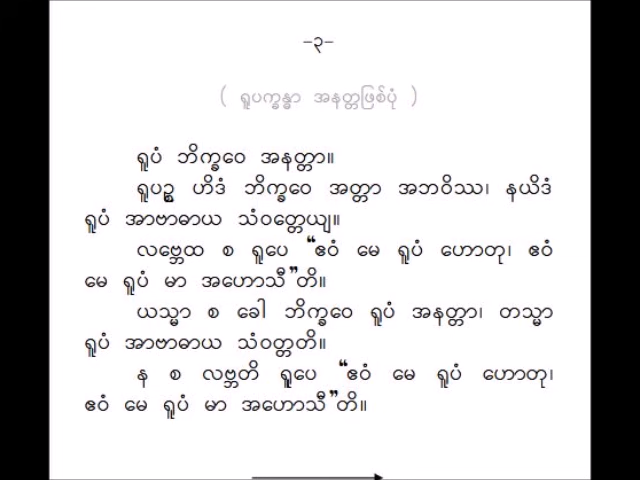 -၃-
( ရူပက္ခန္ဓာ အနတ္တဖြစ်ပုံ )
ရူပံ ဘိက္ခဝေ အနတ္တာ။
ရူပဉ္စ ဟိဒံ ဘိက္ခဝေ အတ္တာ အဘဝိဿ၊ နယိဒံ
ရူပံ အာဗာဓာယ သံဝတ္တေယျ။
လဗ္ဘေထ စ ရူပေ “ဧဝံ မေ ရူပံ ဟောတု၊ ဧဝံ
မေ ရူပံ မာ အဟောသီ”တိ။
ယသ္မာ စ ခေါ ဘိက္ခဝေ ရူပံ အနတ္တာ၊ တသ္မာ
ရူပံ အာဗာဓာယ သံဝတ္တတိ။
န စ လဗ္ဘတိ ရူပေ “ဧဝံ မေ ရူပံ ဟောတု၊
ဧဝံ မေ ရူပံ မာ အဟောသီ”တိ။